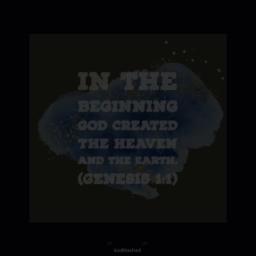 IN THE
BEGINNING
GOD CREATED
THE HEAVEN
AND THE EARTH.
(GENESIS 1:1)